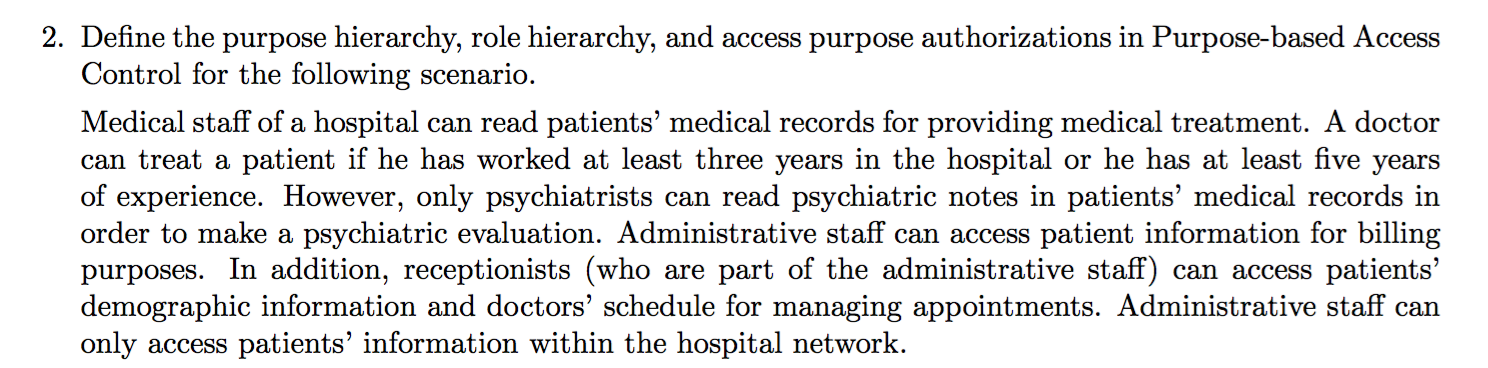 2. Define the purpose hierarchy, role hierarchy, and access purpose authorizations in Purpose-based Access
Control for the following scenario.
Medical staff of a hospital can read patients’ medical records for providing medical treatment. A doctor
can treat a patient if he has worked at least three years in the hospital or he has at least five years
of experience. However, only psychiatrists can read psychiatric notes in patients’ medical records in
order to make a psychiatric evaluation. Administrative staff can access patient information for billing
purposes. In addition, receptionists (who are part of the administrative staff) can access patients’
demographic information and doctors’ schedule for managing appointments. Administrative staff can
only access patients’ information within the hospital network.